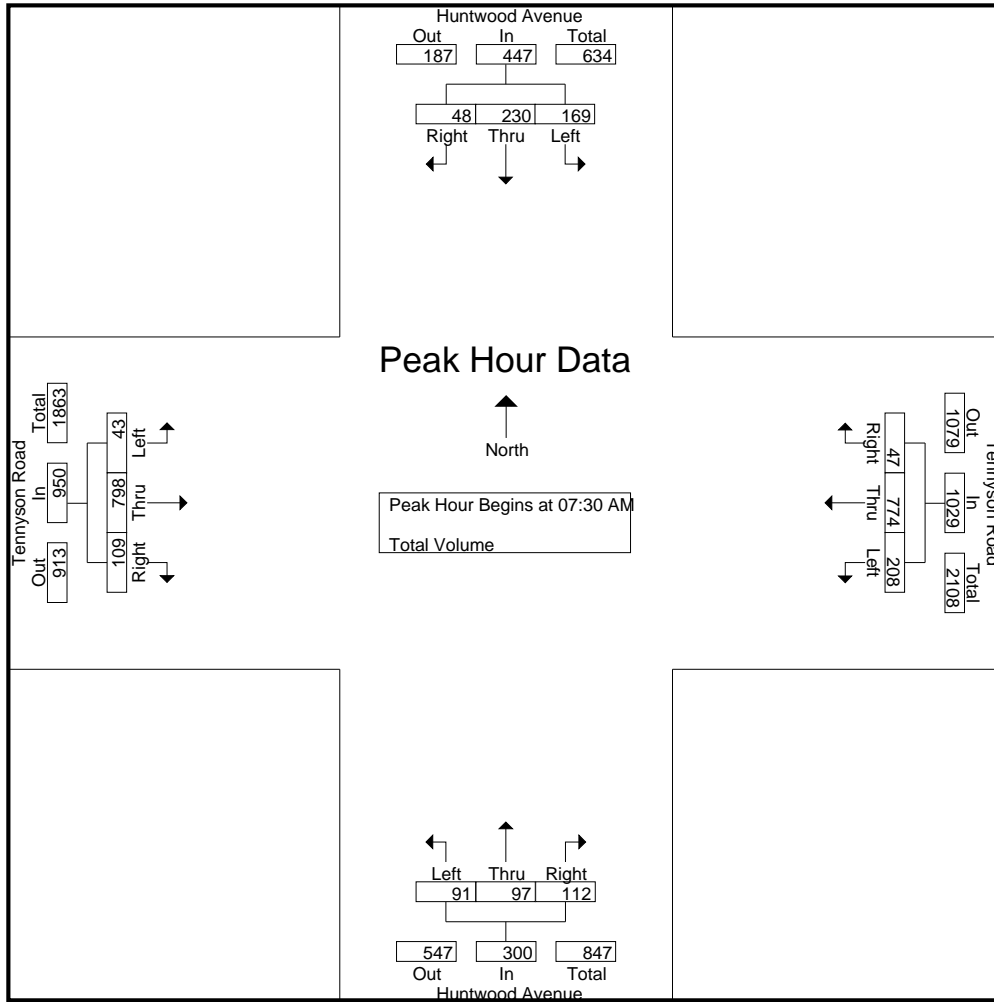 Huntwood Avenue
Out In Total
187 447 634
48 230 169
Right Thru Left
Peak Hour Data
North
Peak Hour Begins at 07:30 AM
Total Volume
Tennyson Road
Out In Total
913 950 1863
109 798 43
Right Thru Left
Tennyson Road
Out In Total
1079 1029 2108
47 774 208
Right Thru Left
Left Thru Right
91 97 112
547 300 847
Out In Total
Huntwood Avenue